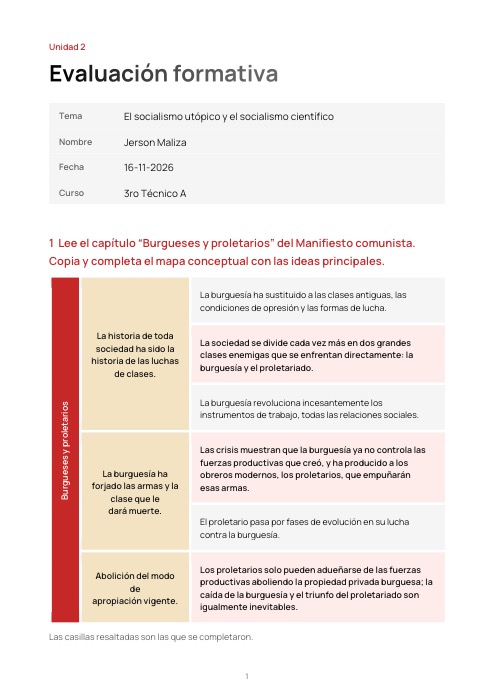 Unidad 2
Evaluación formativa
Tema El socialismo utópico y el socialismo científico
Nombre Jerson Maliza
Fecha 16-11-2026
Curso 3ro Técnico A
1 Lee el capítulo “Burgueses y proletarios” del Manifiesto comunista.
Copia y completa el mapa conceptual con las ideas principales.
Burgueses y proletarios
La historia de toda
sociedad ha sido la
historia de las luchas
de clases.
La burguesía ha sustituido a las clases antiguas, las
condiciones de opresión y las formas de lucha.
La sociedad se divide cada vez más en dos grandes
clases enemigas que se enfrentan directamente: la
burguesía y el proletariado.
La burguesía revoluciona incesantemente los
instrumentos de trabajo, todas las relaciones sociales.
La burguesía ha
forjado las armas y la
clase que le
dará muerte.
Las crisis muestran que la burguesía ya no controla las
fuerzas productivas que creó, y ha producido a los
obreros modernos, los proletarios, que empuñarán
esas armas.
El proletario pasa por fases de evolución en su lucha
contra la burguesía.
Abolición del modo
de
apropiación vigente.
Los proletarios solo pueden adueñarse de las fuerzas
productivas aboliendo la propiedad privada burguesa; la
caída de la burguesía y el triunfo del proletariado son
igualmente inevitables.
Las casillas resaltadas son las que se completaron.
1